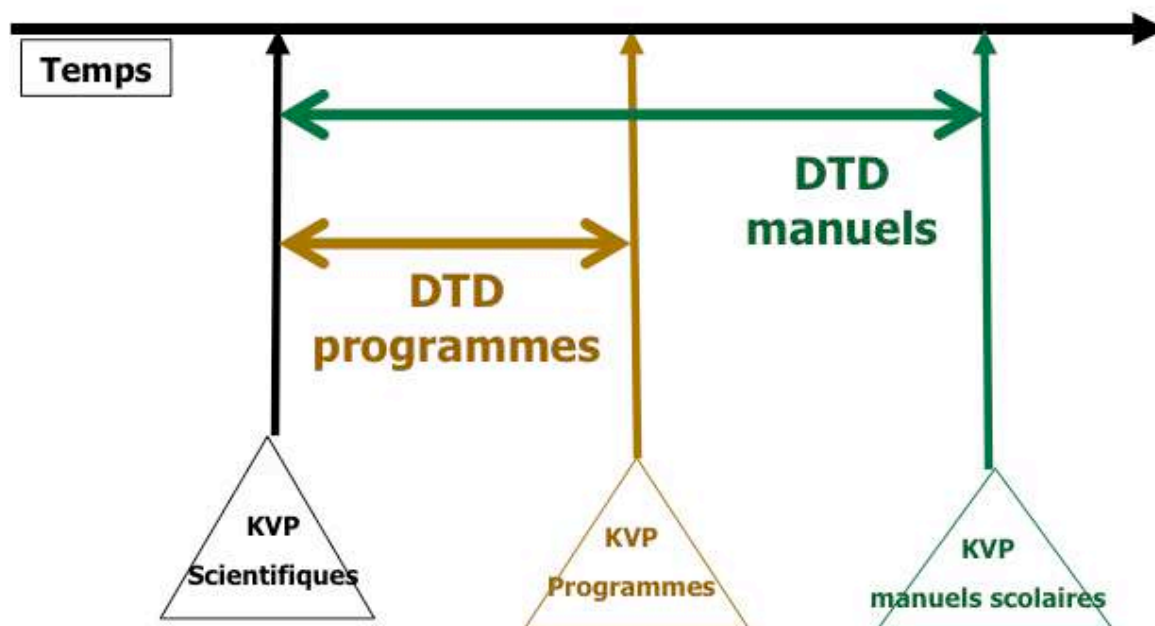 Temps
DTD
manuels
DTD
programmes
KVP
Scientifiques
KVP
Programmes
KVP
manuels scolaires